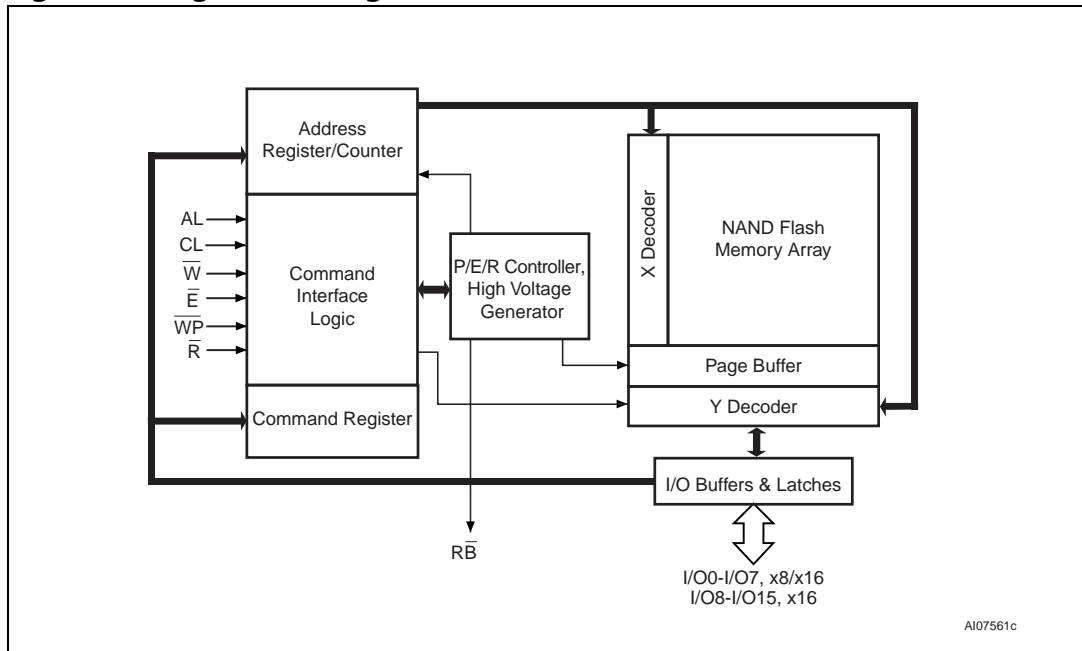 Address
Register/Counter
AL
CL
W̅
E̅
W̅P̅
R̅
Command
Interface
Logic
Command Register
P/E/R Controller,
High Voltage
Generator
RB̅
X Decoder
NAND Flash
Memory Array
Page Buffer
Y Decoder
I/O Buffers & Latches
I/O0-I/O7, x8/x16
I/O8-I/O15, x16
AI07561c